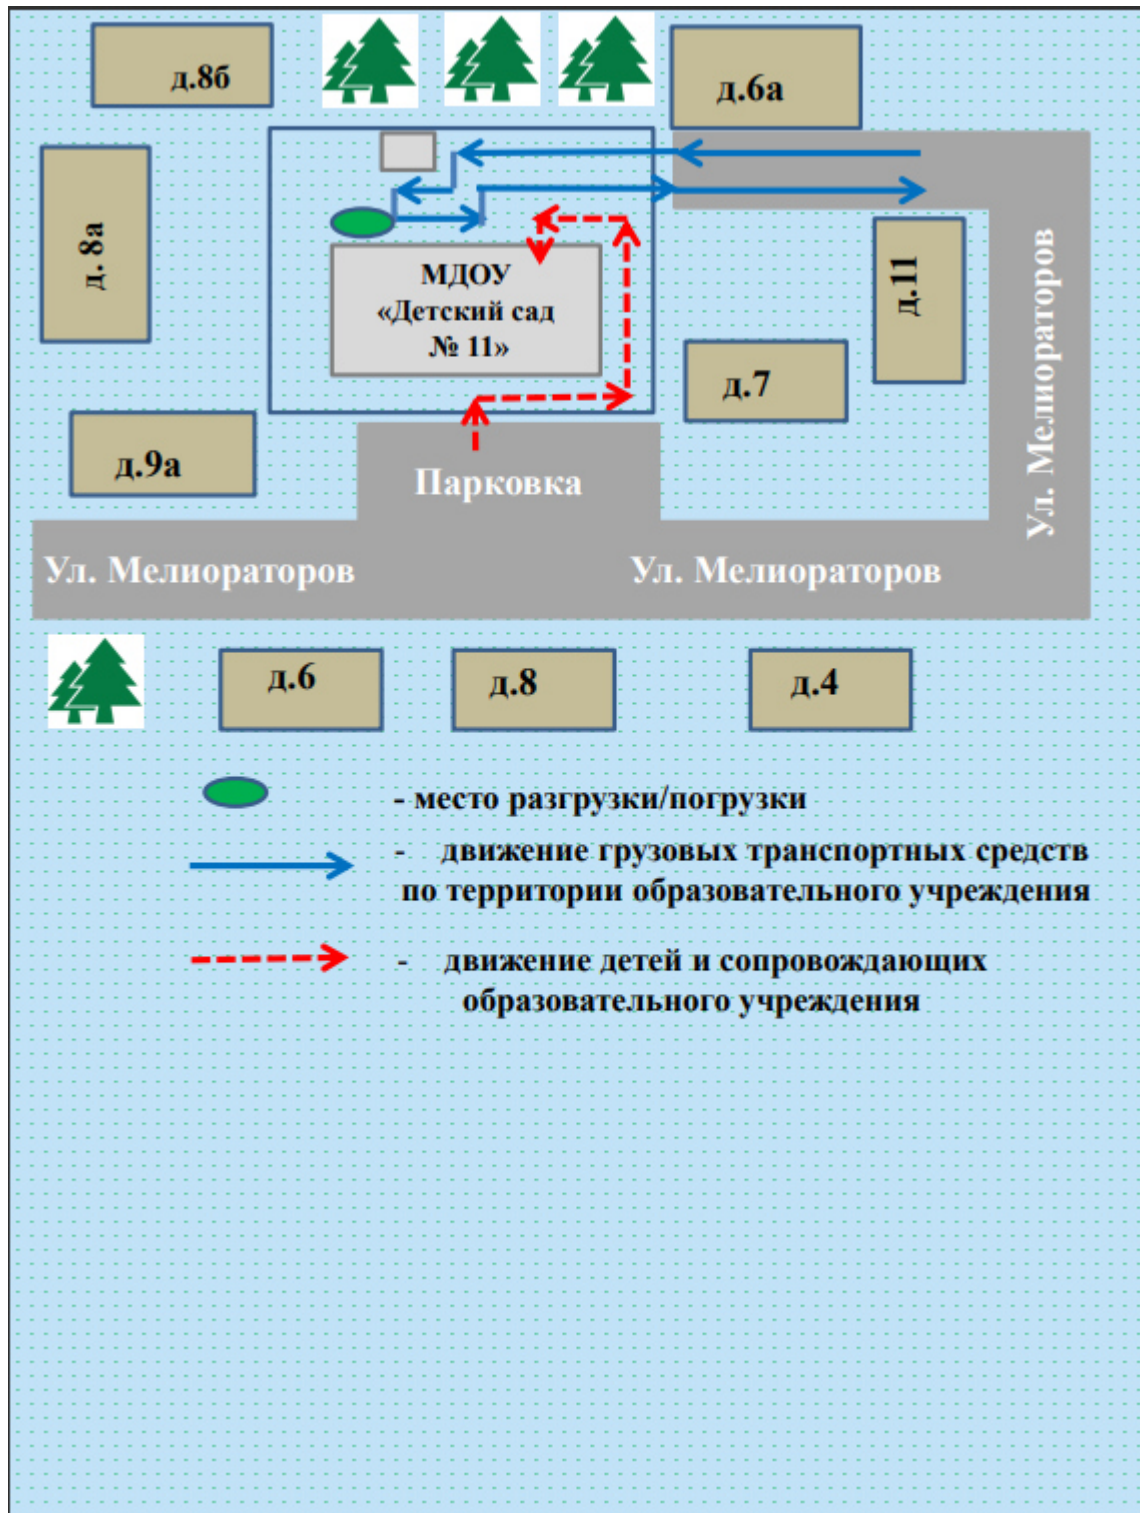 д.8б
д.6а
д. 8а
МДОУ
«Детский сад
№ 11»
д.11
Ул. Мелиораторов
д.7
д.9а
Парковка
Ул. Мелиораторов
Ул. Мелиораторов
д.6
д.8
д.4
- место разгрузки/погрузки
- движение грузовых транспортных средств
по территории образовательного учреждения
- движение детей и сопровождающих
образовательного учреждения